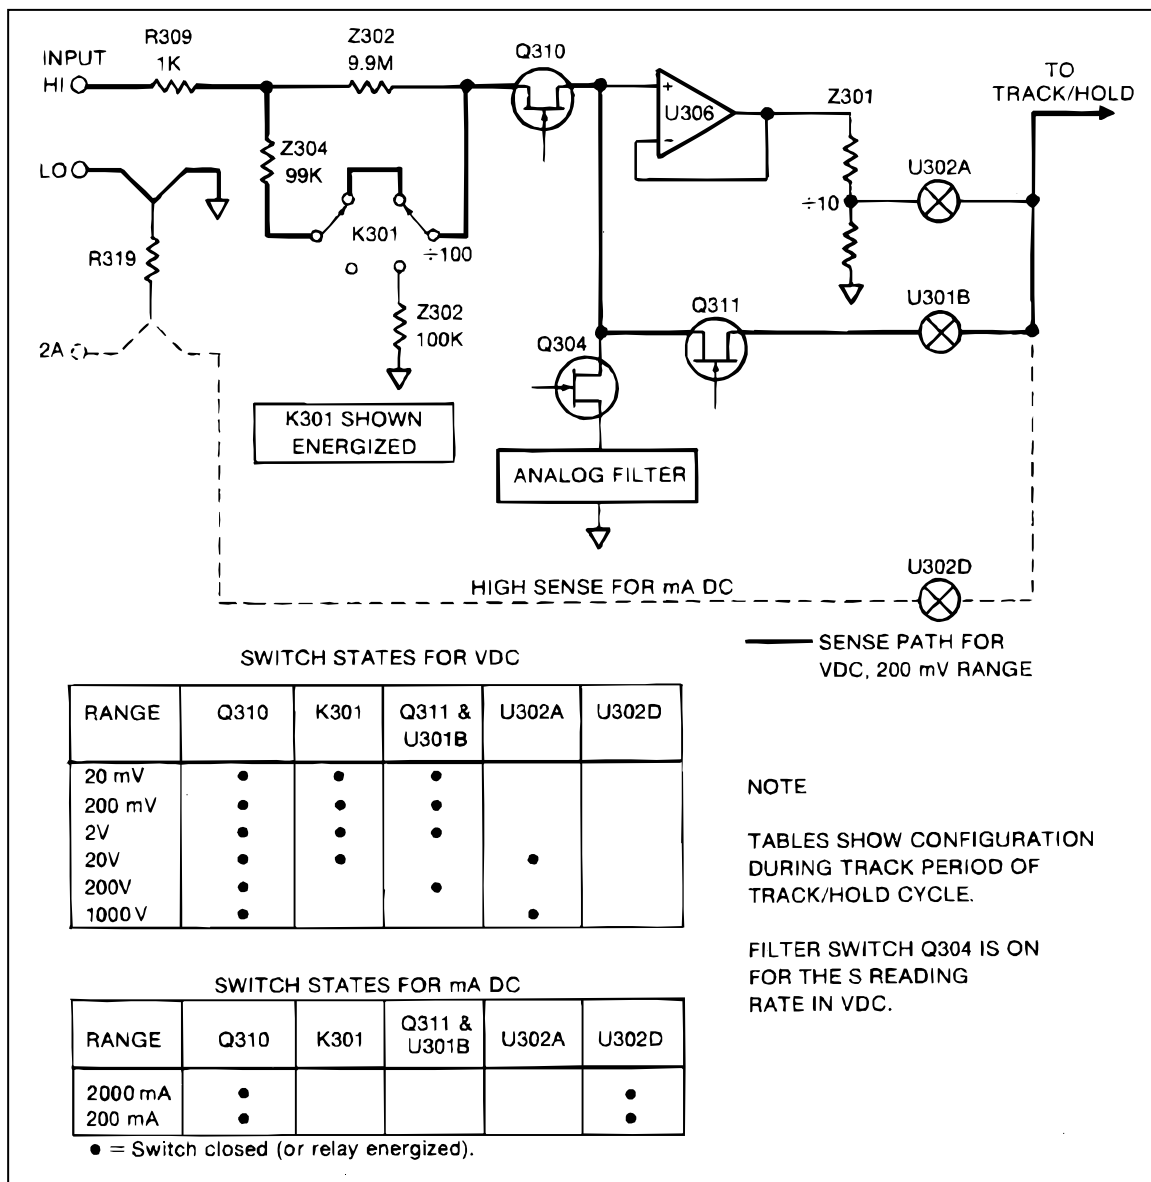 INPUT
HI
R309
1K
Z302
9.9M
Q310
TO
TRACK/HOLD
+
U306
-
Z301
Z304
99K
U302A
LO
÷10
K301
÷100
R319
U301B
Q311
Z302
100K
Q304
2A
K301 SHOWN
ENERGIZED
ANALOG FILTER
U302D
HIGH SENSE FOR mA DC
SENSE PATH FOR
VDC, 200 mV RANGE
SWITCH STATES FOR VDC
RANGE Q310 K301 Q311 & U302A U302D
U301B
20 mV • • •
200 mV • • •
2V • • •
20V • • •
200V • •
1000 V • •
NOTE
TABLES SHOW CONFIGURATION
DURING TRACK PERIOD OF
TRACK/HOLD CYCLE.
FILTER SWITCH Q304 IS ON
FOR THE S READING
RATE IN VDC.
SWITCH STATES FOR mA DC
RANGE Q310 K301 Q311 & U302A U302D
U301B
2000 mA • •
200 mA • •
• = Switch closed (or relay energized).